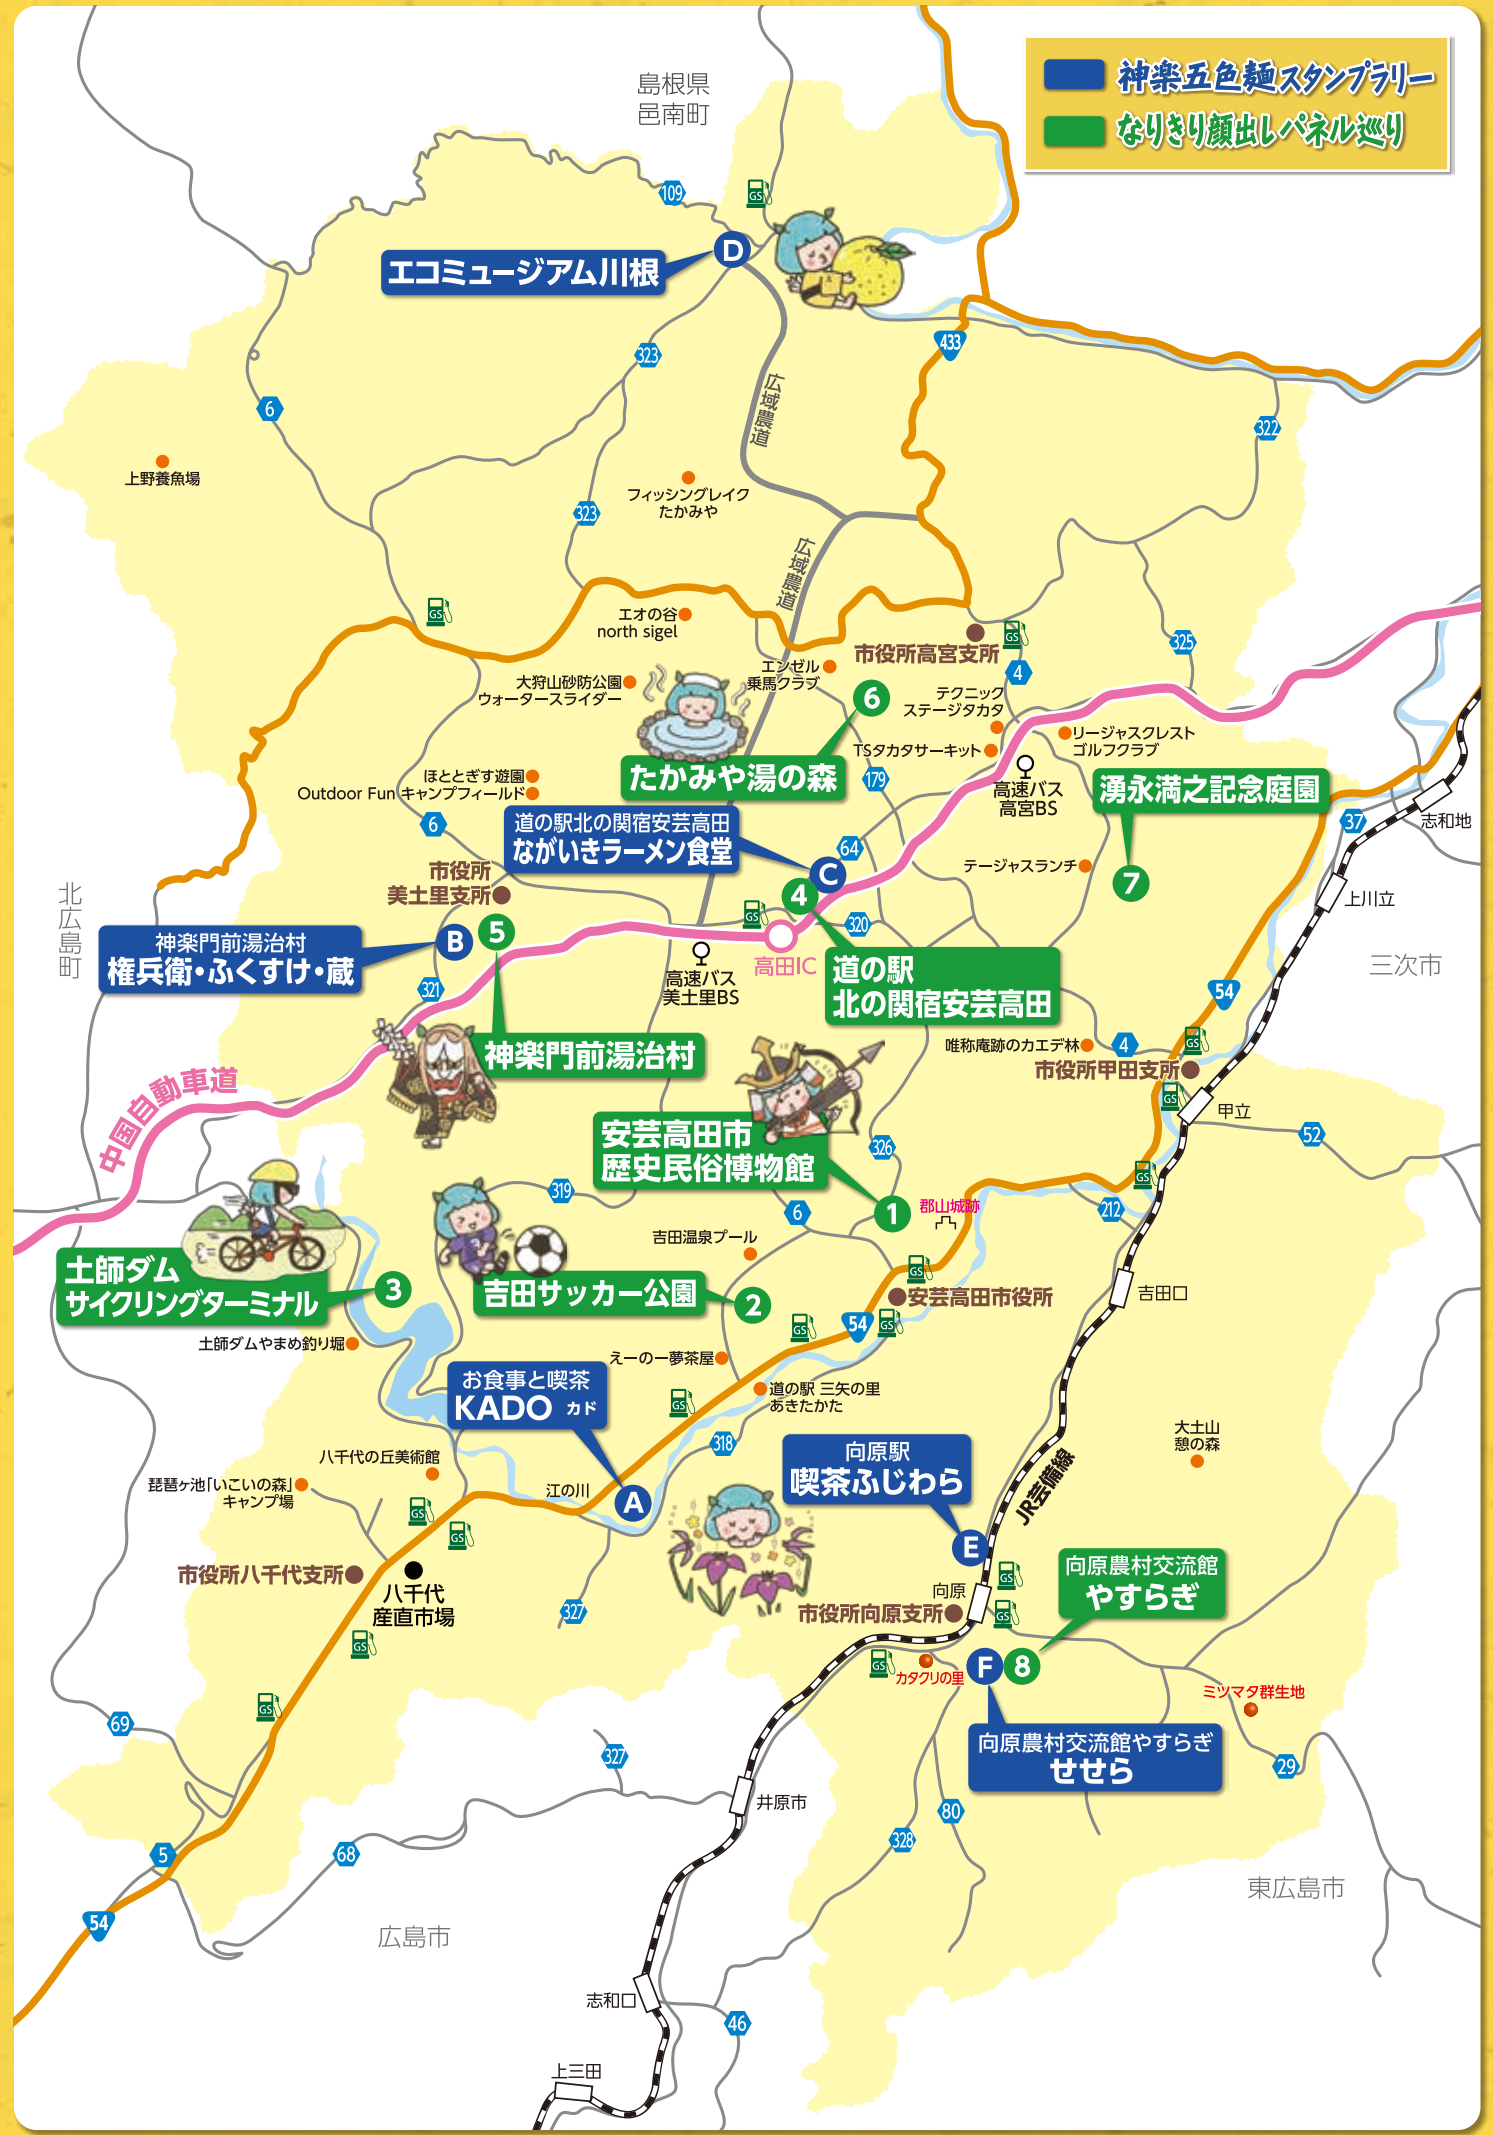 神楽五色麺スタンプラリー
なりきり顔出しパネル巡り
島根県
邑南町
109
GS
D
エコミュージアム川根
433
323
広域農道
6
322
上野養魚場
フィッシングレイク
たかみや
323
広域農道
GS
エオの谷
north sigel
市役所高宮支所
GS
325
エンゼル
乗馬クラブ
4
大狩山砂防公園
ウォータースライダー
6
テクニック
ステージタカタ
リージャスクレスト
ゴルフクラブ
TSタカタサーキット
たかみや湯の森
179
高速バス
高宮BS
湧永満之記念庭園
ほととぎす遊園
Outdoor Fun キャンプフィールド
6
道の駅北の関宿安芸高田
ながいきラーメン食堂
64
37
志和地
C
テージャスランチ
7
市役所
美土里支所
4
上川立
北広島町
GS
320
B
5
神楽門前湯治村
権兵衛・ふくすけ・蔵
高田IC
高速バス
美土里BS
道の駅
北の関宿安芸高田
三次市
321
54
唯称庵跡のカエデ林
4
GS
神楽門前湯治村
市役所甲田支所
中国自動車道
GS
甲立
安芸高田市
歴史民俗博物館
326
52
GS
319
6
1
郡山城跡
212
吉田温泉プール
土師ダム
サイクリングターミナル
3
吉田サッカー公園
2
GS
安芸高田市役所
吉田口
GS
54
GS
土師ダムやまめ釣り堀
えーのー夢茶屋
お食事と喫茶
KADO カド
道の駅 三矢の里
あきたかた
GS
318
大土山
憩の森
八千代の丘美術館
向原駅
喫茶ふじわら
JR芸備線
琵琶ヶ池「いこいの森」
キャンプ場
江の川
A
GS
GS
E
市役所八千代支所
八千代
産直市場
GS
向原農村交流館
やすらぎ
向原
327
市役所向原支所
GS
GS
GS
カタクリの里
F
8
ミツマタ群生地
GS
69
向原農村交流館やすらぎ
せせら
327
29
井原市
80
328
5
68
東広島市
54
広島市
志和口
46
上三田